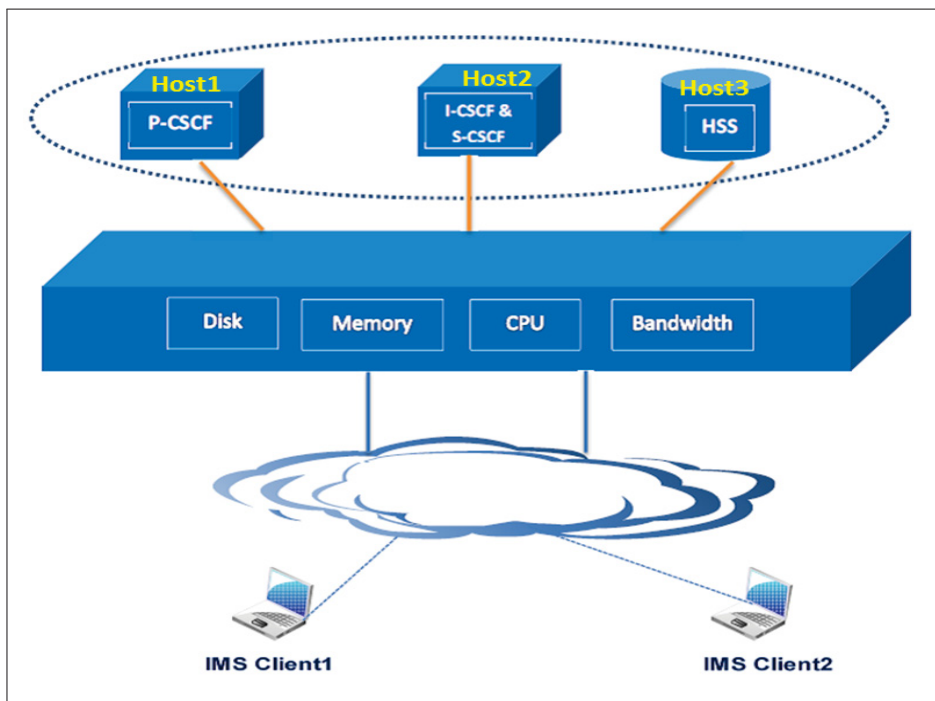 Host1
P-CSCF
Host2
I-CSCF &
S-CSCF
Host3
HSS
Disk
Memory
CPU
Bandwidth
IMS Client1
IMS Client2